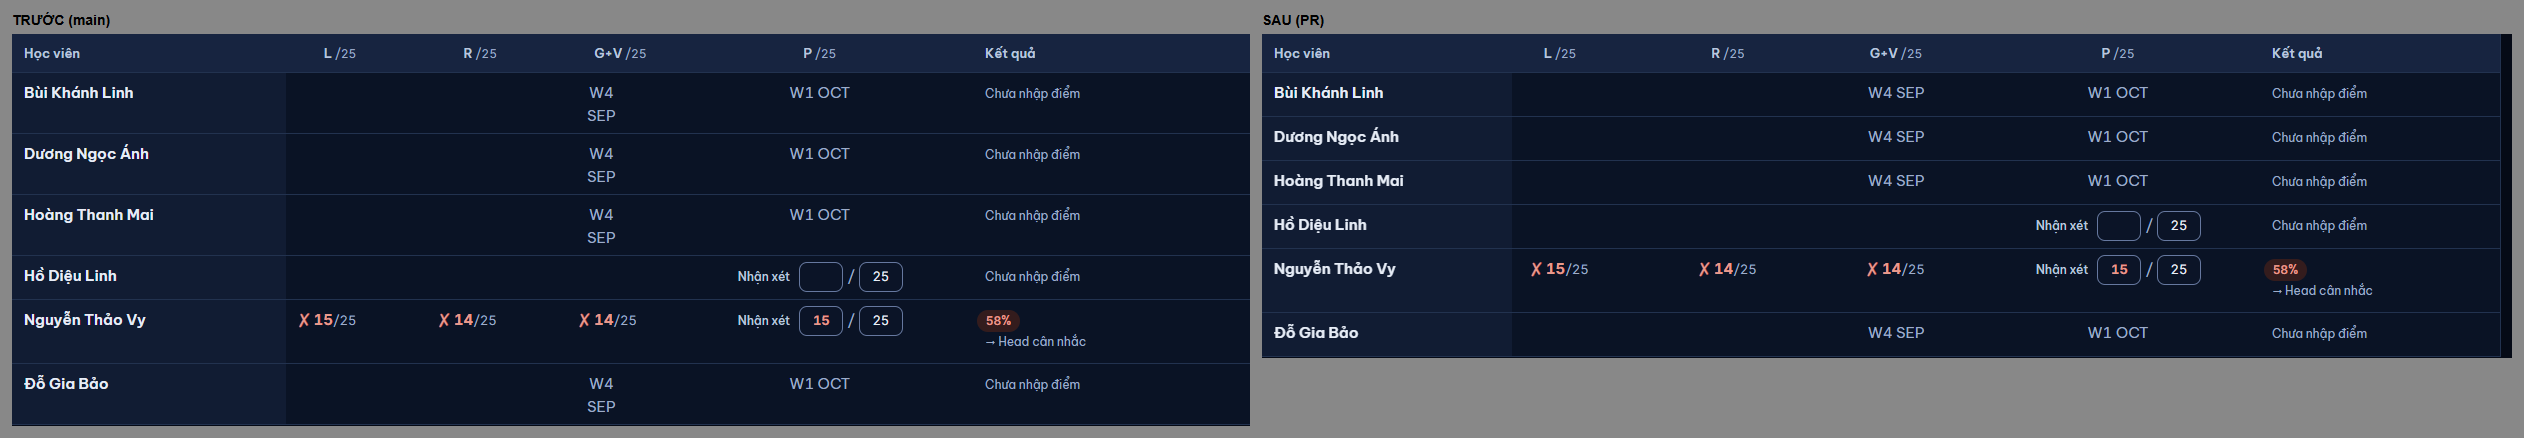 TRƯỚC (main)
Học viên L /25 R /25 G+V /25 P /25 Kết quả
Bùi Khánh Linh W4 SEP W1 OCT Chưa nhập điểm
Dương Ngọc Ánh W4 SEP W1 OCT Chưa nhập điểm
Hoàng Thanh Mai W4 SEP W1 OCT Chưa nhập điểm
Hồ Diệu Linh Nhận xét / 25 Chưa nhập điểm
Nguyễn Thảo Vy ✗ 15/25 ✗ 14/25 ✗ 14/25 Nhận xét 15 / 25 58%
→ Head cân nhắc
Đỗ Gia Bảo W4 SEP W1 OCT Chưa nhập điểm
SAU (PR)
Học viên L /25 R /25 G+V /25 P /25 Kết quả
Bùi Khánh Linh W4 SEP W1 OCT Chưa nhập điểm
Dương Ngọc Ánh W4 SEP W1 OCT Chưa nhập điểm
Hoàng Thanh Mai W4 SEP W1 OCT Chưa nhập điểm
Hồ Diệu Linh Nhận xét / 25 Chưa nhập điểm
Nguyễn Thảo Vy ✗ 15/25 ✗ 14/25 ✗ 14/25 Nhận xét 15 / 25 58%
→ Head cân nhắc
Đỗ Gia Bảo W4 SEP W1 OCT Chưa nhập điểm